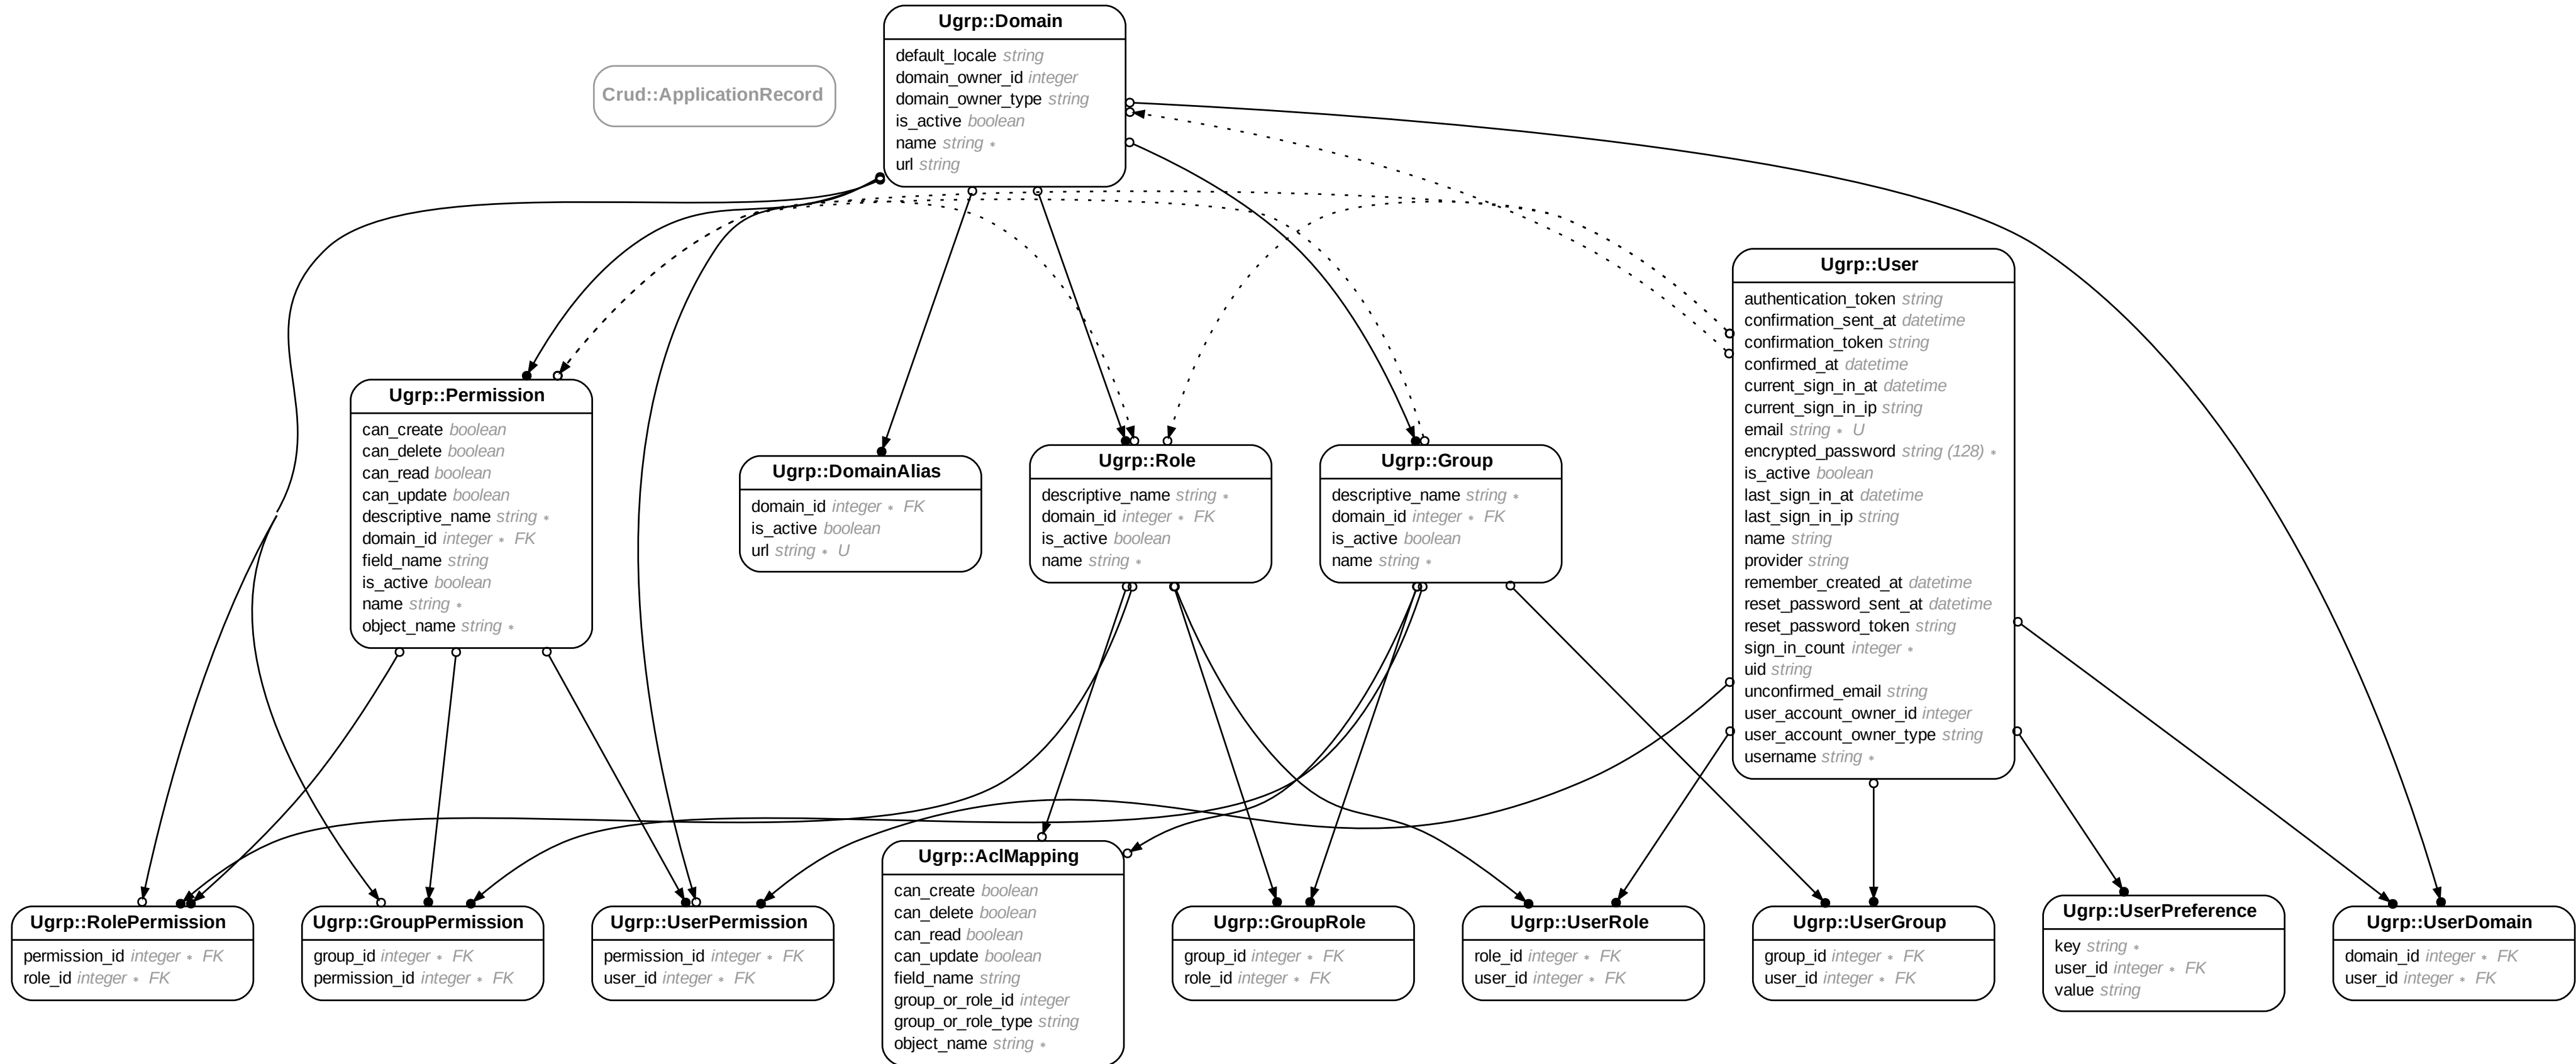 Ugrp::Domain
default_locale string
domain_owner_id integer
domain_owner_type string
is_active boolean
name string *
url string
Crud::ApplicationRecord
Ugrp::User
authentication_token string
confirmation_sent_at datetime
confirmation_token string
confirmed_at datetime
current_sign_in_at datetime
current_sign_in_ip string
email string * U
encrypted_password string (128) *
is_active boolean
last_sign_in_at datetime
last_sign_in_ip string
name string
provider string
remember_created_at datetime
reset_password_sent_at datetime
reset_password_token string
sign_in_count integer *
uid string
unconfirmed_email string
user_account_owner_id integer
user_account_owner_type string
username string *
Ugrp::Permission
can_create boolean
can_delete boolean
can_read boolean
can_update boolean
descriptive_name string *
domain_id integer * FK
field_name string
is_active boolean
name string *
object_name string *
Ugrp::DomainAlias
domain_id integer * FK
is_active boolean
url string * U
Ugrp::Role
descriptive_name string *
domain_id integer * FK
is_active boolean
name string *
Ugrp::Group
descriptive_name string *
domain_id integer * FK
is_active boolean
name string *
Ugrp::RolePermission
permission_id integer * FK
role_id integer * FK
Ugrp::GroupPermission
group_id integer * FK
permission_id integer * FK
Ugrp::UserPermission
permission_id integer * FK
user_id integer * FK
Ugrp::AclMapping
can_create boolean
can_delete boolean
can_read boolean
can_update boolean
field_name string
group_or_role_id integer
group_or_role_type string
object_name string *
Ugrp::GroupRole
group_id integer * FK
role_id integer * FK
Ugrp::UserRole
role_id integer * FK
user_id integer * FK
Ugrp::UserGroup
group_id integer * FK
user_id integer * FK
Ugrp::UserPreference
key string *
user_id integer * FK
value string
Ugrp::UserDomain
domain_id integer * FK
user_id integer * FK